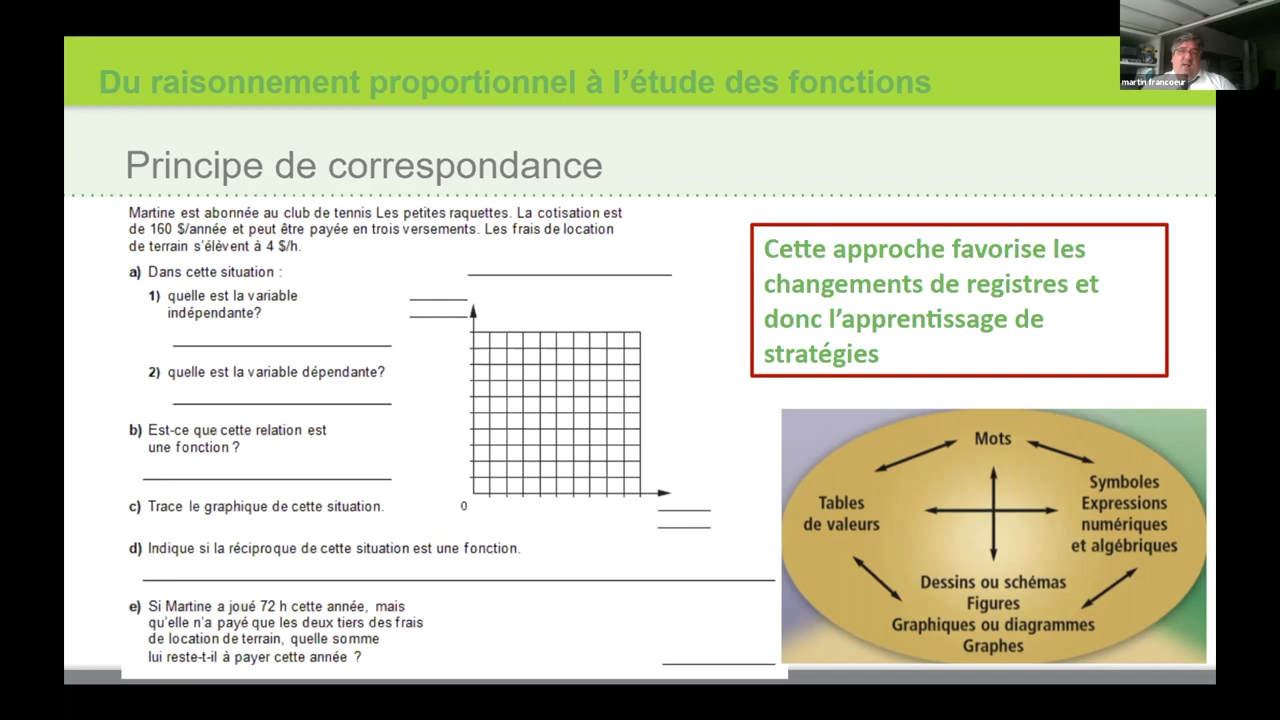 martin francoeur
Du raisonnement proportionnel à l’étude des fonctions
Principe de correspondance
Martine est abonnée au club de tennis Les petites raquettes. La cotisation est
de 160 $/année et peut être payée en trois versements. Les frais de location
de terrain s’élèvent à 4 $/h.
a) Dans cette situation :
1) quelle est la variable
indépendante?
2) quelle est la variable dépendante?
b) Est-ce que cette relation est
une fonction ?
c) Trace le graphique de cette situation.
0
d) Indique si la réciproque de cette situation est une fonction.
e) Si Martine a joué 72 h cette année, mais
qu’elle n’a payé que les deux tiers des frais
de location de terrain, quelle somme
lui reste-t-il à payer cette année ?
Cette approche favorise les
changements de registres et
donc l’apprentissage de
stratégies
Mots
Tables
de valeurs
Symboles
Expressions
numériques
et algébriques
Dessins ou schémas
Figures
Graphiques ou diagrammes
Graphes